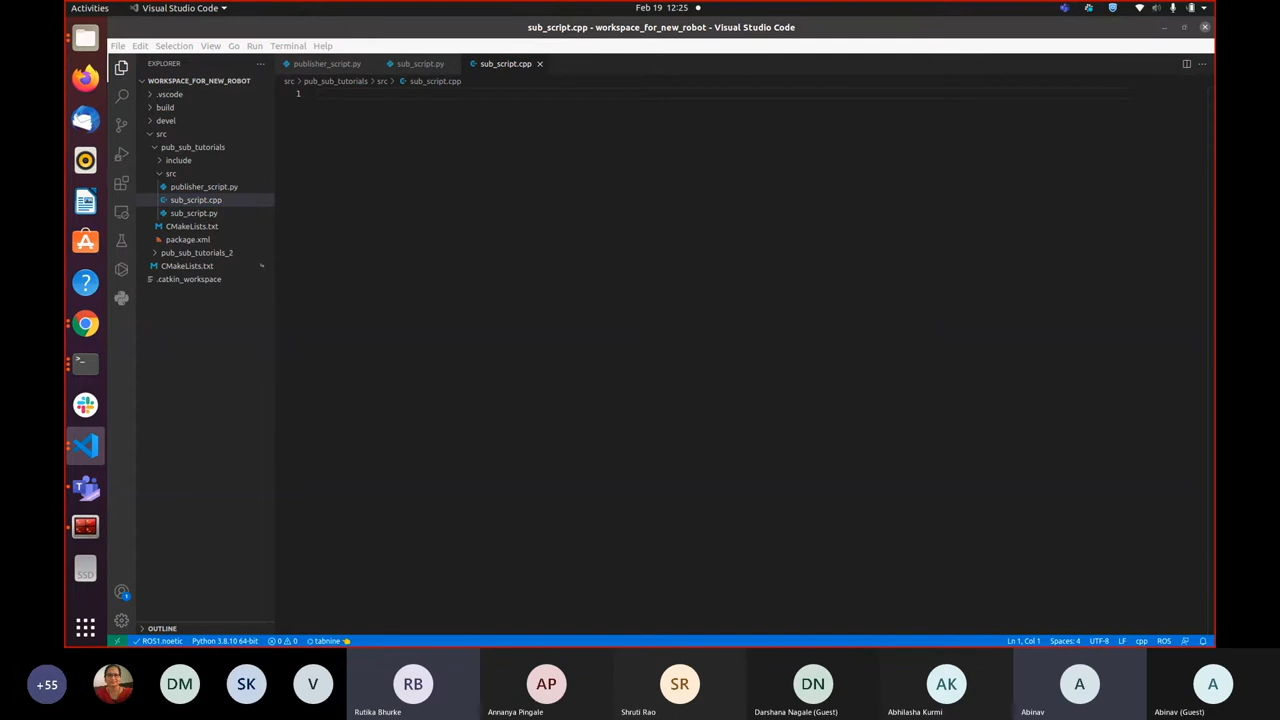 Activities
Visual Studio Code
Feb 19 12:25
sub_script.cpp - workspace_for_new_robot - Visual Studio Code
File Edit Selection View Go Run Terminal Help
EXPLORER
publisher_script.py
sub_script.py
sub_script.cpp
WORKSPACE_FOR_NEW_ROBOT
src > pub_sub_tutorials > src > sub_script.cpp
1
.vscode
build
devel
src
pub_sub_tutorials
include
src
publisher_script.py
sub_script.cpp
sub_script.py
CMakeLists.txt
package.xml
pub_sub_tutorials_2
CMakeLists.txt
.catkin_workspace
SSD
OUTLINE
ROS1.noetic
Python 3.8.10 64-bit
0 0
tabnine
Ln 1, Col 1
Spaces: 4
UTF-8
LF
cpp
ROS
+55
DM
SK
V
RB
AP
SR
DN
AK
A
A
Rutika Bhurke
Annanya Pingale
Shruti Rao
Darshana Nagale (Guest)
Abhilasha Kurmi
Abinav
Abinav (Guest)